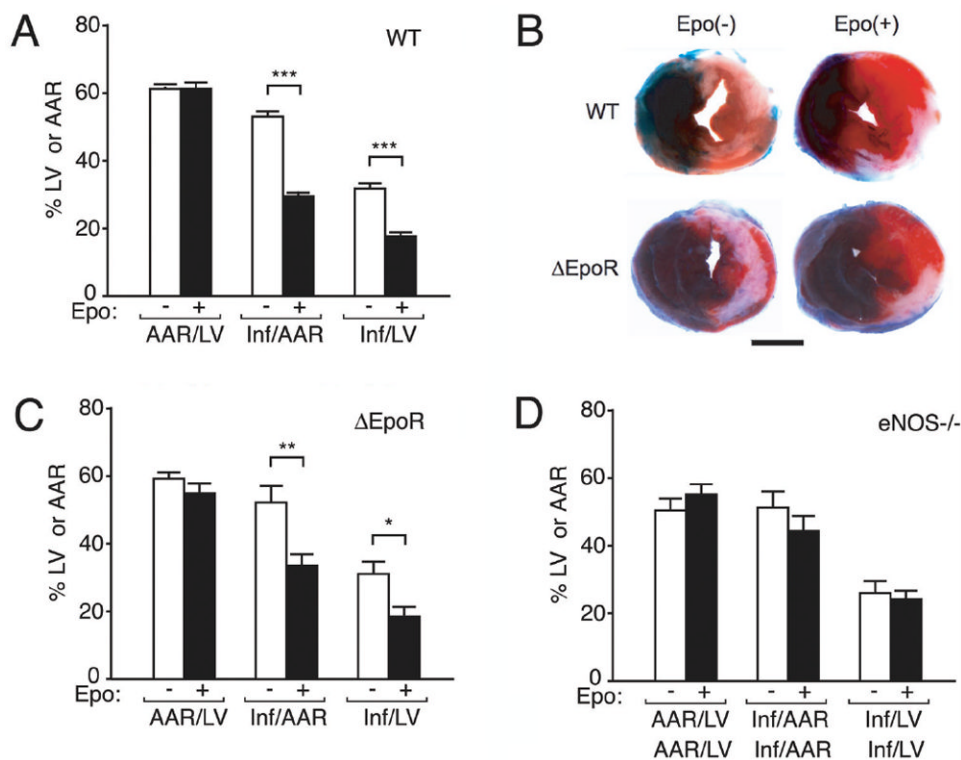 A
WT
80
60
40
20
0
% LV or AAR
***
***
Epo: - + - + - +
AAR/LV Inf/AAR Inf/LV
B
Epo(-) Epo(+)
WT
ΔEpoR
C
ΔEpoR
80
60
40
20
0
% LV or AAR
**
*
Epo: - + - + - +
AAR/LV Inf/AAR Inf/LV
D
eNOS-/-
80
60
40
20
0
% LV or AAR
Epo: - + - + - +
AAR/LV Inf/AAR Inf/LV
AAR/LV Inf/AAR Inf/LV